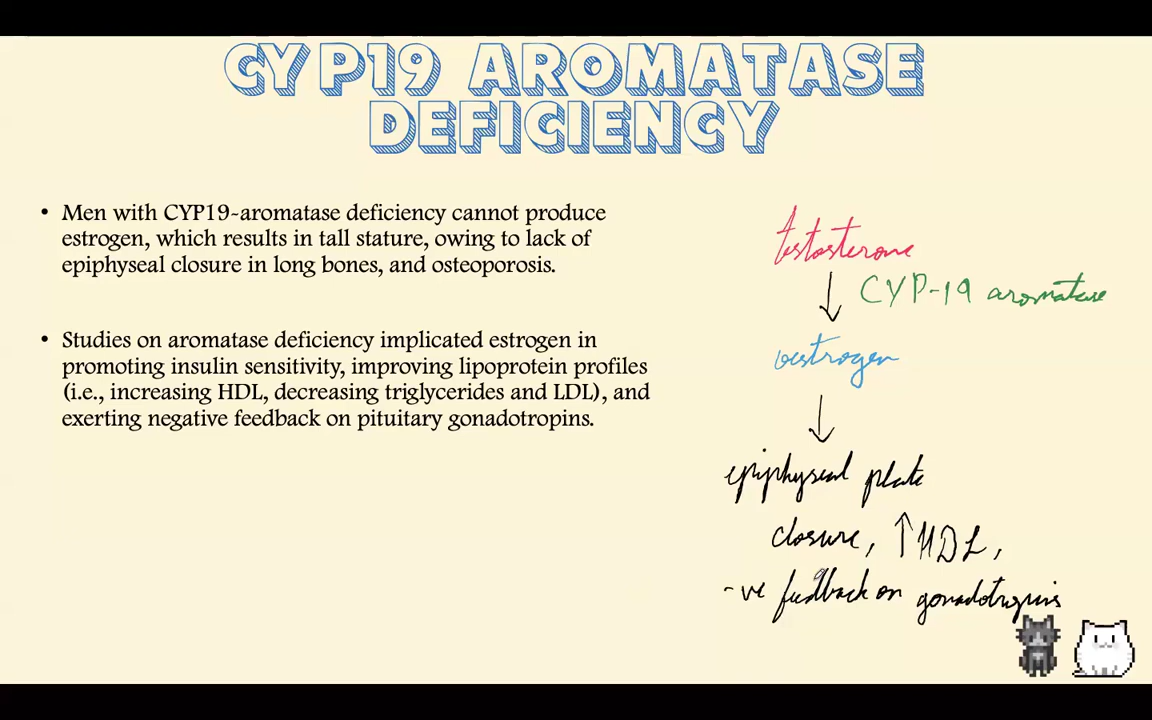 CYP19 AROMATASE
DEFICIENCY
• Men with CYP19-aromatase deficiency cannot produce
estrogen, which results in tall stature, owing to lack of
epiphyseal closure in long bones, and osteoporosis.
• Studies on aromatase deficiency implicated estrogen in
promoting insulin sensitivity, improving lipoprotein profiles
(i.e., increasing HDL, decreasing triglycerides and LDL), and
exerting negative feedback on pituitary gonadotropins.
testosterone
↓ CYP-19 aromatase
oestrogen
↓
epiphyseal plate
closure, ↑HDL,
-ve feedback on gonadotropins